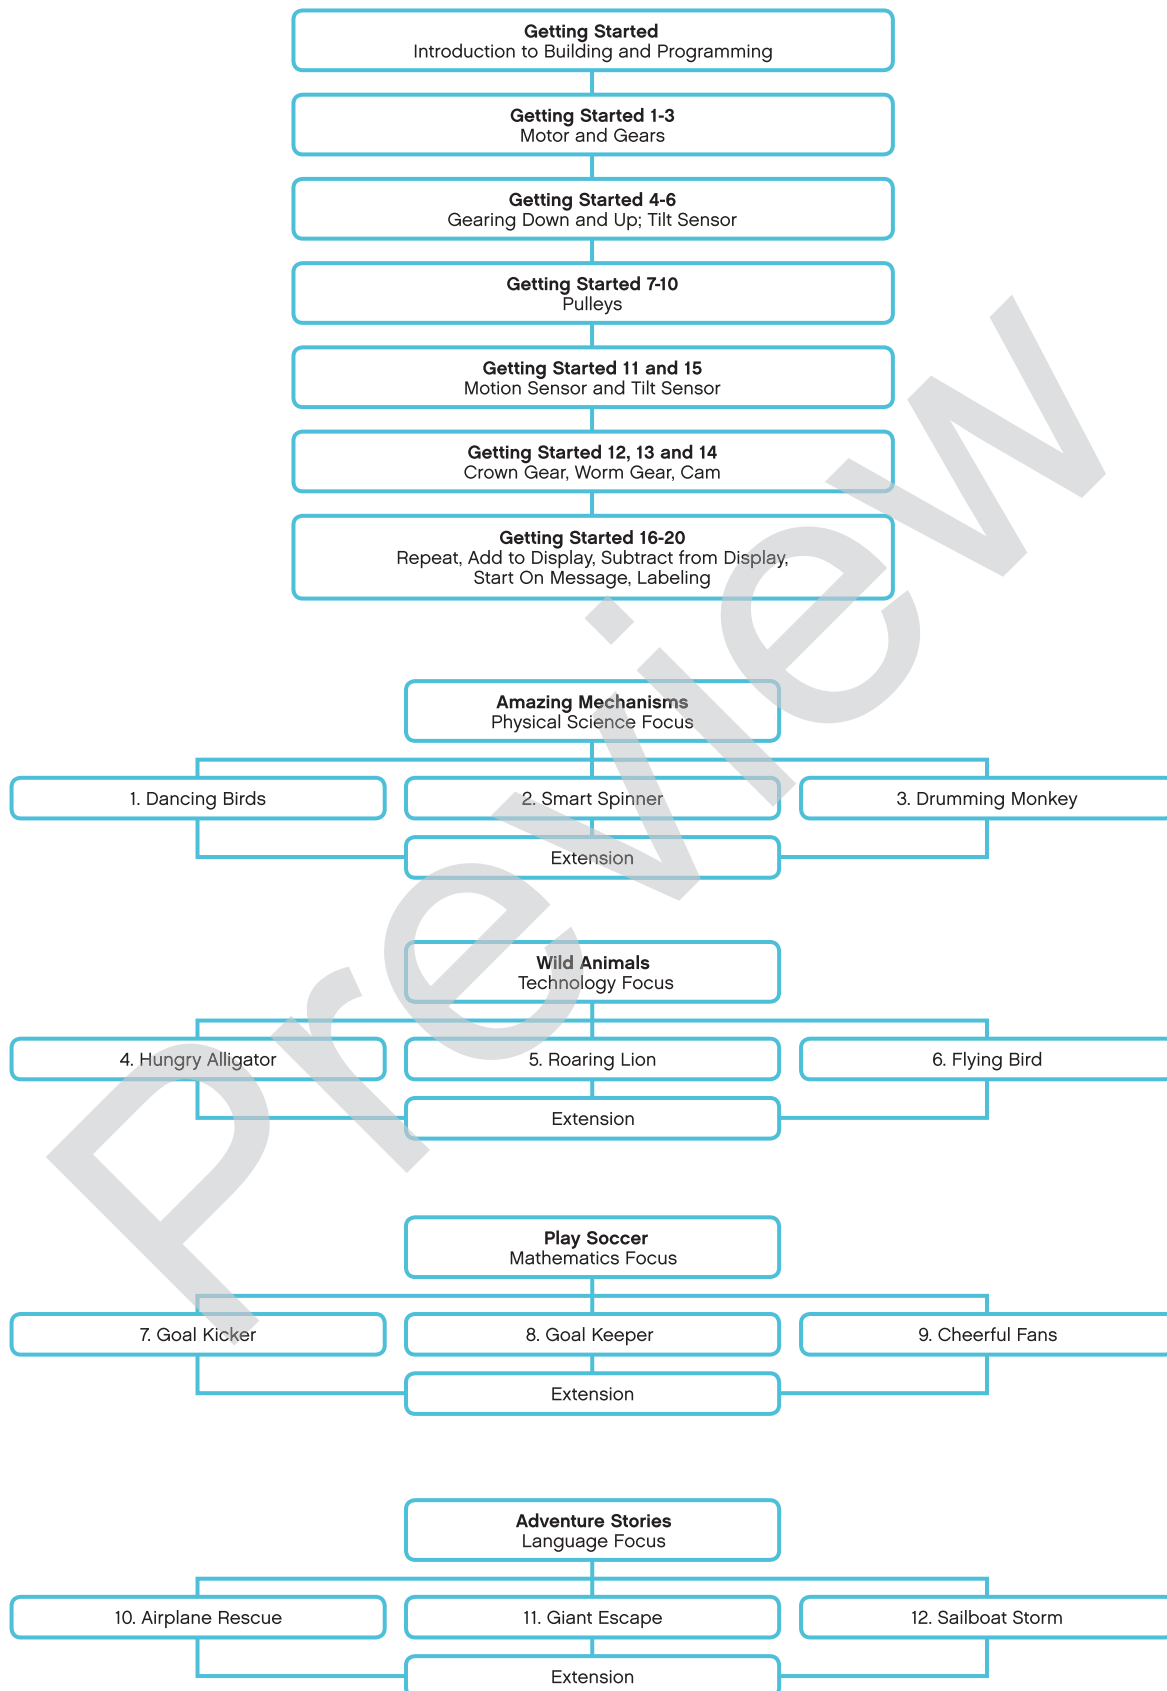 Getting Started
Introduction to Building and Programming
Getting Started 1-3
Motor and Gears
Getting Started 4-6
Gearing Down and Up; Tilt Sensor
Getting Started 7-10
Pulleys
Getting Started 11 and 15
Motion Sensor and Tilt Sensor
Getting Started 12, 13 and 14
Crown Gear, Worm Gear, Cam
Getting Started 16-20
Repeat, Add to Display, Subtract from Display,
Start On Message, Labeling
Amazing Mechanisms
Physical Science Focus
1. Dancing Birds
2. Smart Spinner
3. Drumming Monkey
Extension
Wild Animals
Technology Focus
4. Hungry Alligator
5. Roaring Lion
6. Flying Bird
Extension
Play Soccer
Mathematics Focus
7. Goal Kicker
8. Goal Keeper
9. Cheerful Fans
Extension
Adventure Stories
Language Focus
10. Airplane Rescue
11. Giant Escape
12. Sailboat Storm
Extension
Preview